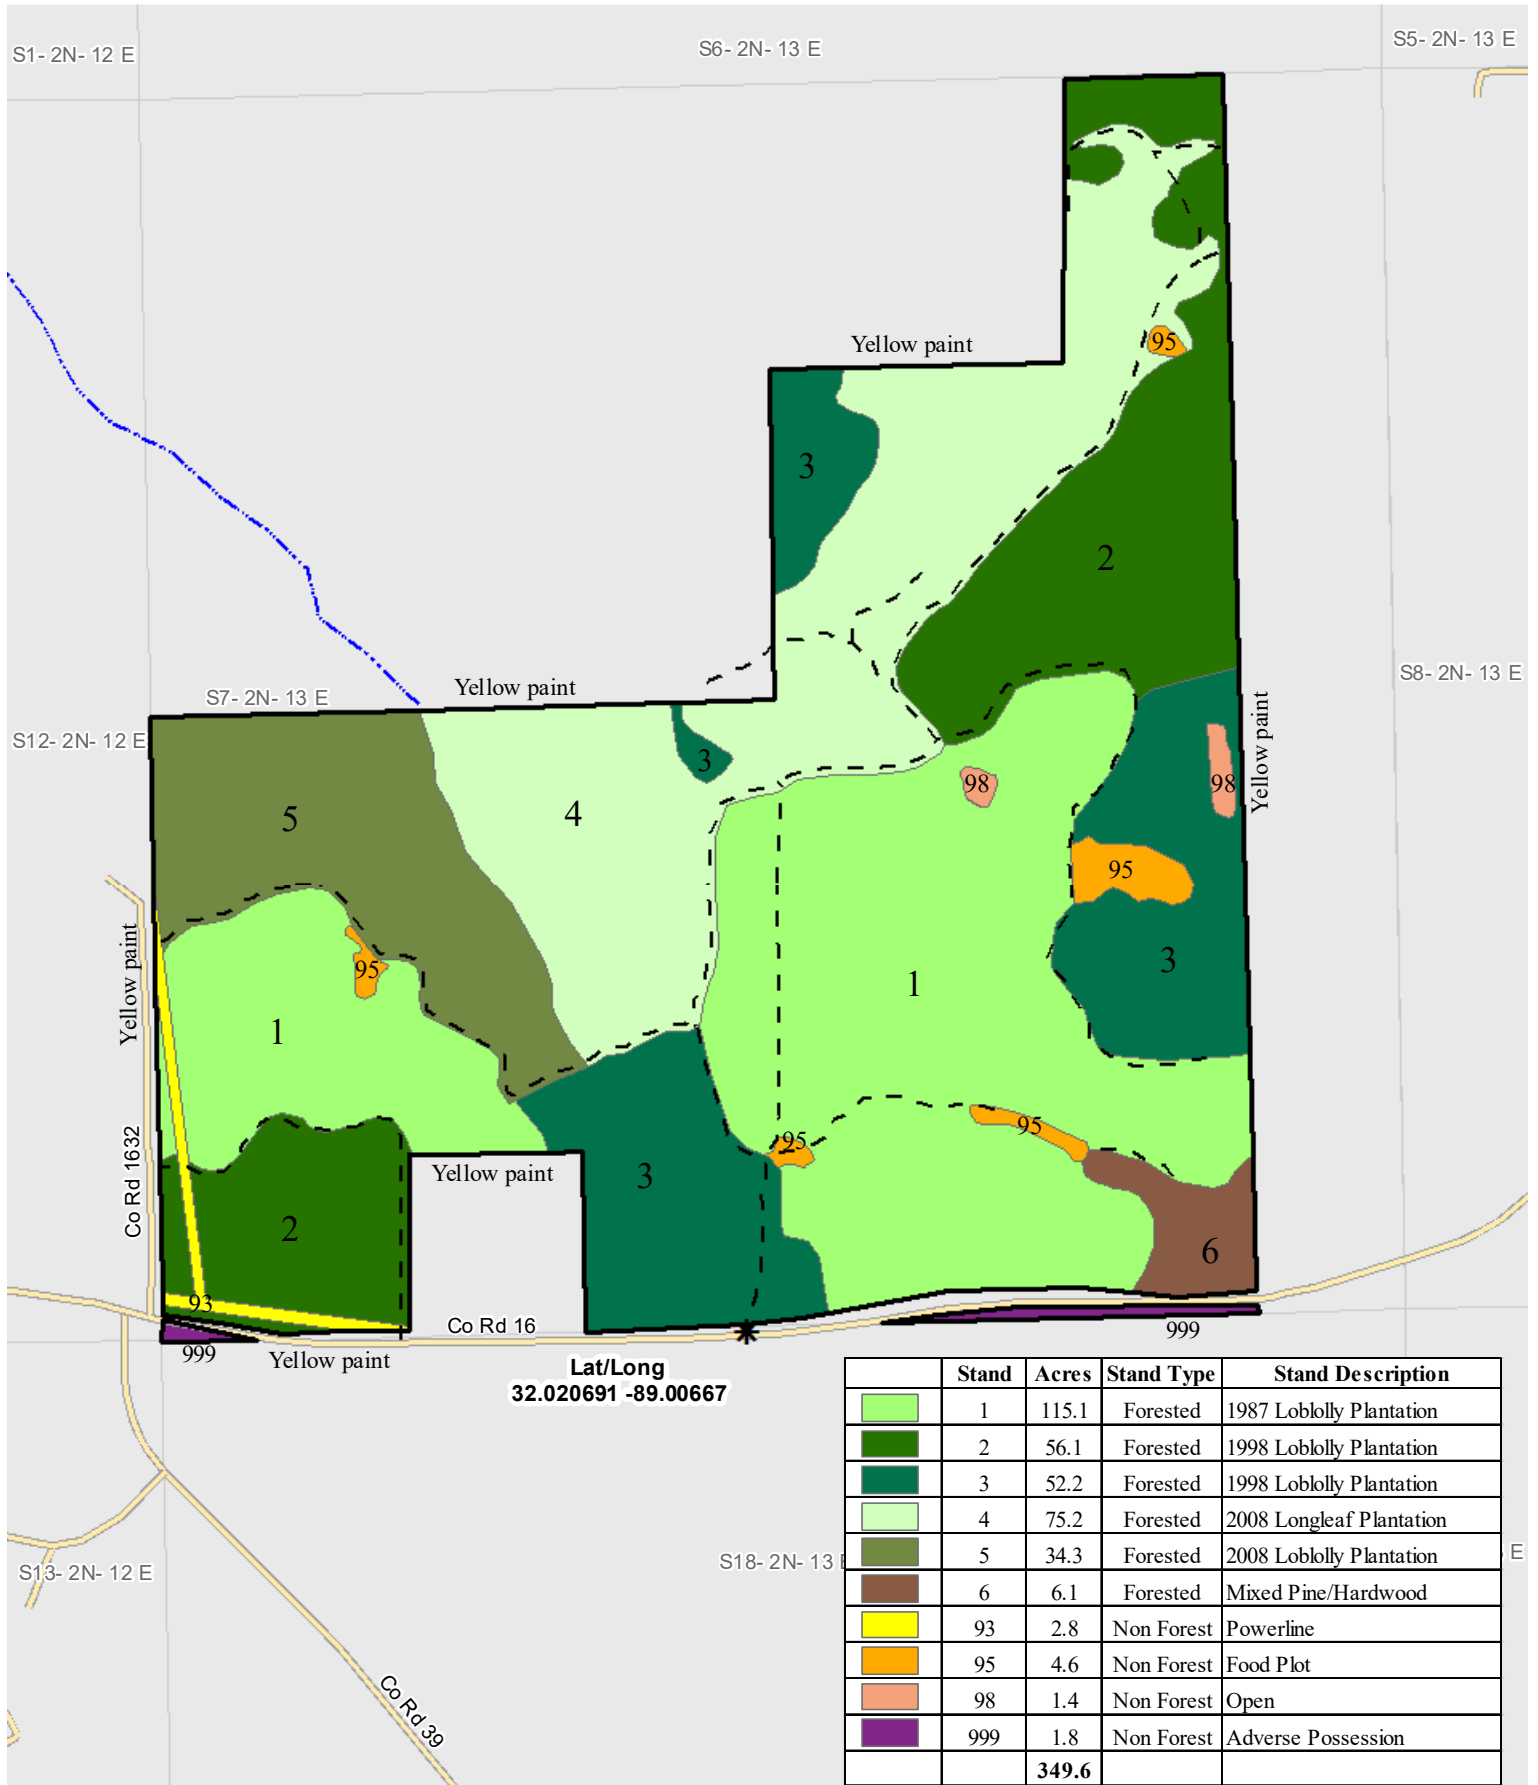 S1- 2N- 12 E
S6- 2N- 13 E
S5- 2N- 13 E
95
Yellow paint
3
2
S8- 2N- 13 E
Yellow paint
S7- 2N- 13 E
Yellow paint
S12- 2N- 12 E
3
98
98
5
4
95
Yellow paint
95
1
3
1
95
95
Co Rd 1632
Yellow paint
3
2
6
93
Co Rd 16
999
999
Yellow paint
Lat/Long
32.020691 -89.00667
Stand Acres Stand Type Stand Description
1 115.1 Forested 1987 Loblolly Plantation
2 56.1 Forested 1998 Loblolly Plantation
3 52.2 Forested 1998 Loblolly Plantation
4 75.2 Forested 2008 Longleaf Plantation
5 34.3 Forested 2008 Loblolly Plantation
6 6.1 Forested Mixed Pine/Hardwood
93 2.8 Non Forest Powerline
95 4.6 Non Forest Food Plot
98 1.4 Non Forest Open
999 1.8 Non Forest Adverse Possession
349.6
S18- 2N- 13
E
S13- 2N- 12 E
Co Rd 39